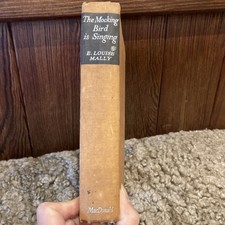 The Mocking
Bird
is Singing
E. LOUISE
MALLY
MacDonald